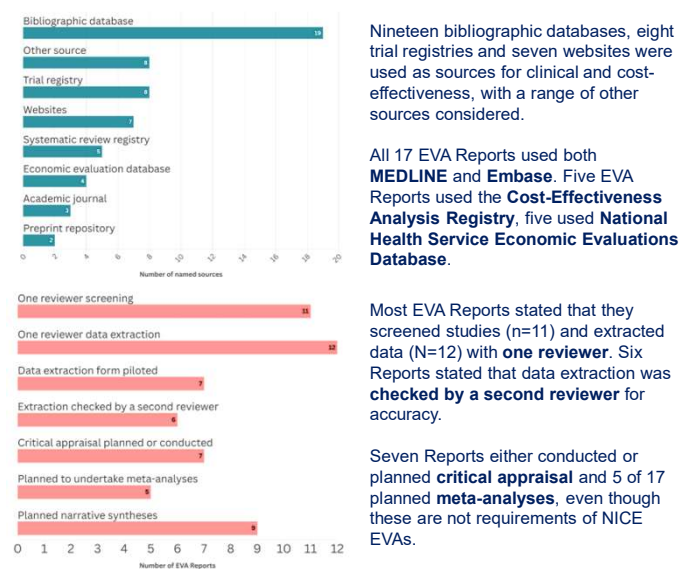 Bibliographic database
19
Other source
8
Trial registry
8
Websites
7
Systematic review registry
5
Economic evaluation database
4
Academic journal
3
Preprint repository
2
0 2 4 6 8 10 12 14 16 18 20
Number of named sources
Nineteen bibliographic databases, eight
trial registries and seven websites were
used as sources for clinical and cost-
effectiveness, with a range of other
sources considered.
All 17 EVA Reports used both
MEDLINE and Embase. Five EVA
Reports used the Cost-Effectiveness
Analysis Registry, five used National
Health Service Economic Evaluations
Database.
One reviewer screening
11
One reviewer data extraction
12
Data extraction form piloted
7
Extraction checked by a second reviewer
6
Critical appraisal planned or conducted
7
Planned to undertake meta-analyses
5
Planned narrative syntheses
9
0 1 2 3 4 5 6 7 8 9 10 11 12
Number of EVA Reports
Most EVA Reports stated that they
screened studies (n=11) and extracted
data (N=12) with one reviewer. Six
Reports stated that data extraction was
checked by a second reviewer for
accuracy.
Seven Reports either conducted or
planned critical appraisal and 5 of 17
planned meta-analyses, even though
these are not requirements of NICE
EVAs.